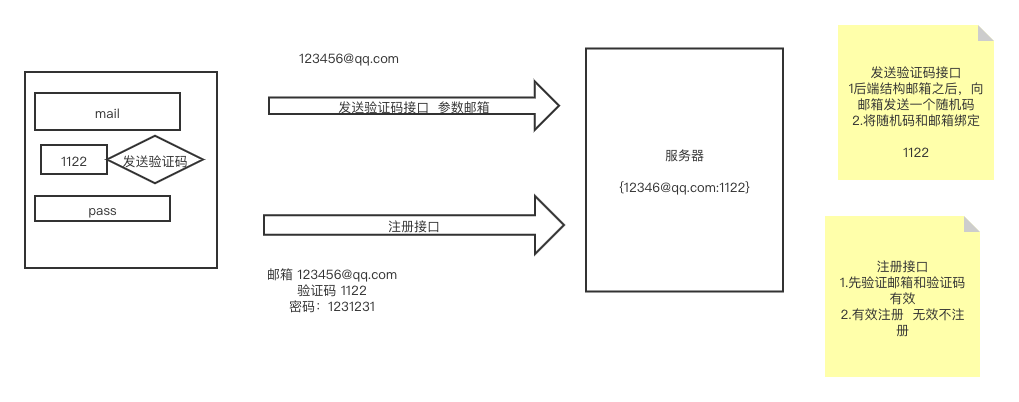 mail
1122
发送验证码
pass
123456@qq.com
发送验证码接口 参数邮箱
注册接口
邮箱 123456@qq.com
验证码 1122
密码：1231231
服务器
{12346@qq.com:1122}
发送验证码接口
1后端结构邮箱之后，向
邮箱发送一个随机码
2.将随机码和邮箱绑定
1122
注册接口
1.先验证邮箱和验证码
有效
2.有效注册 无效不注
册